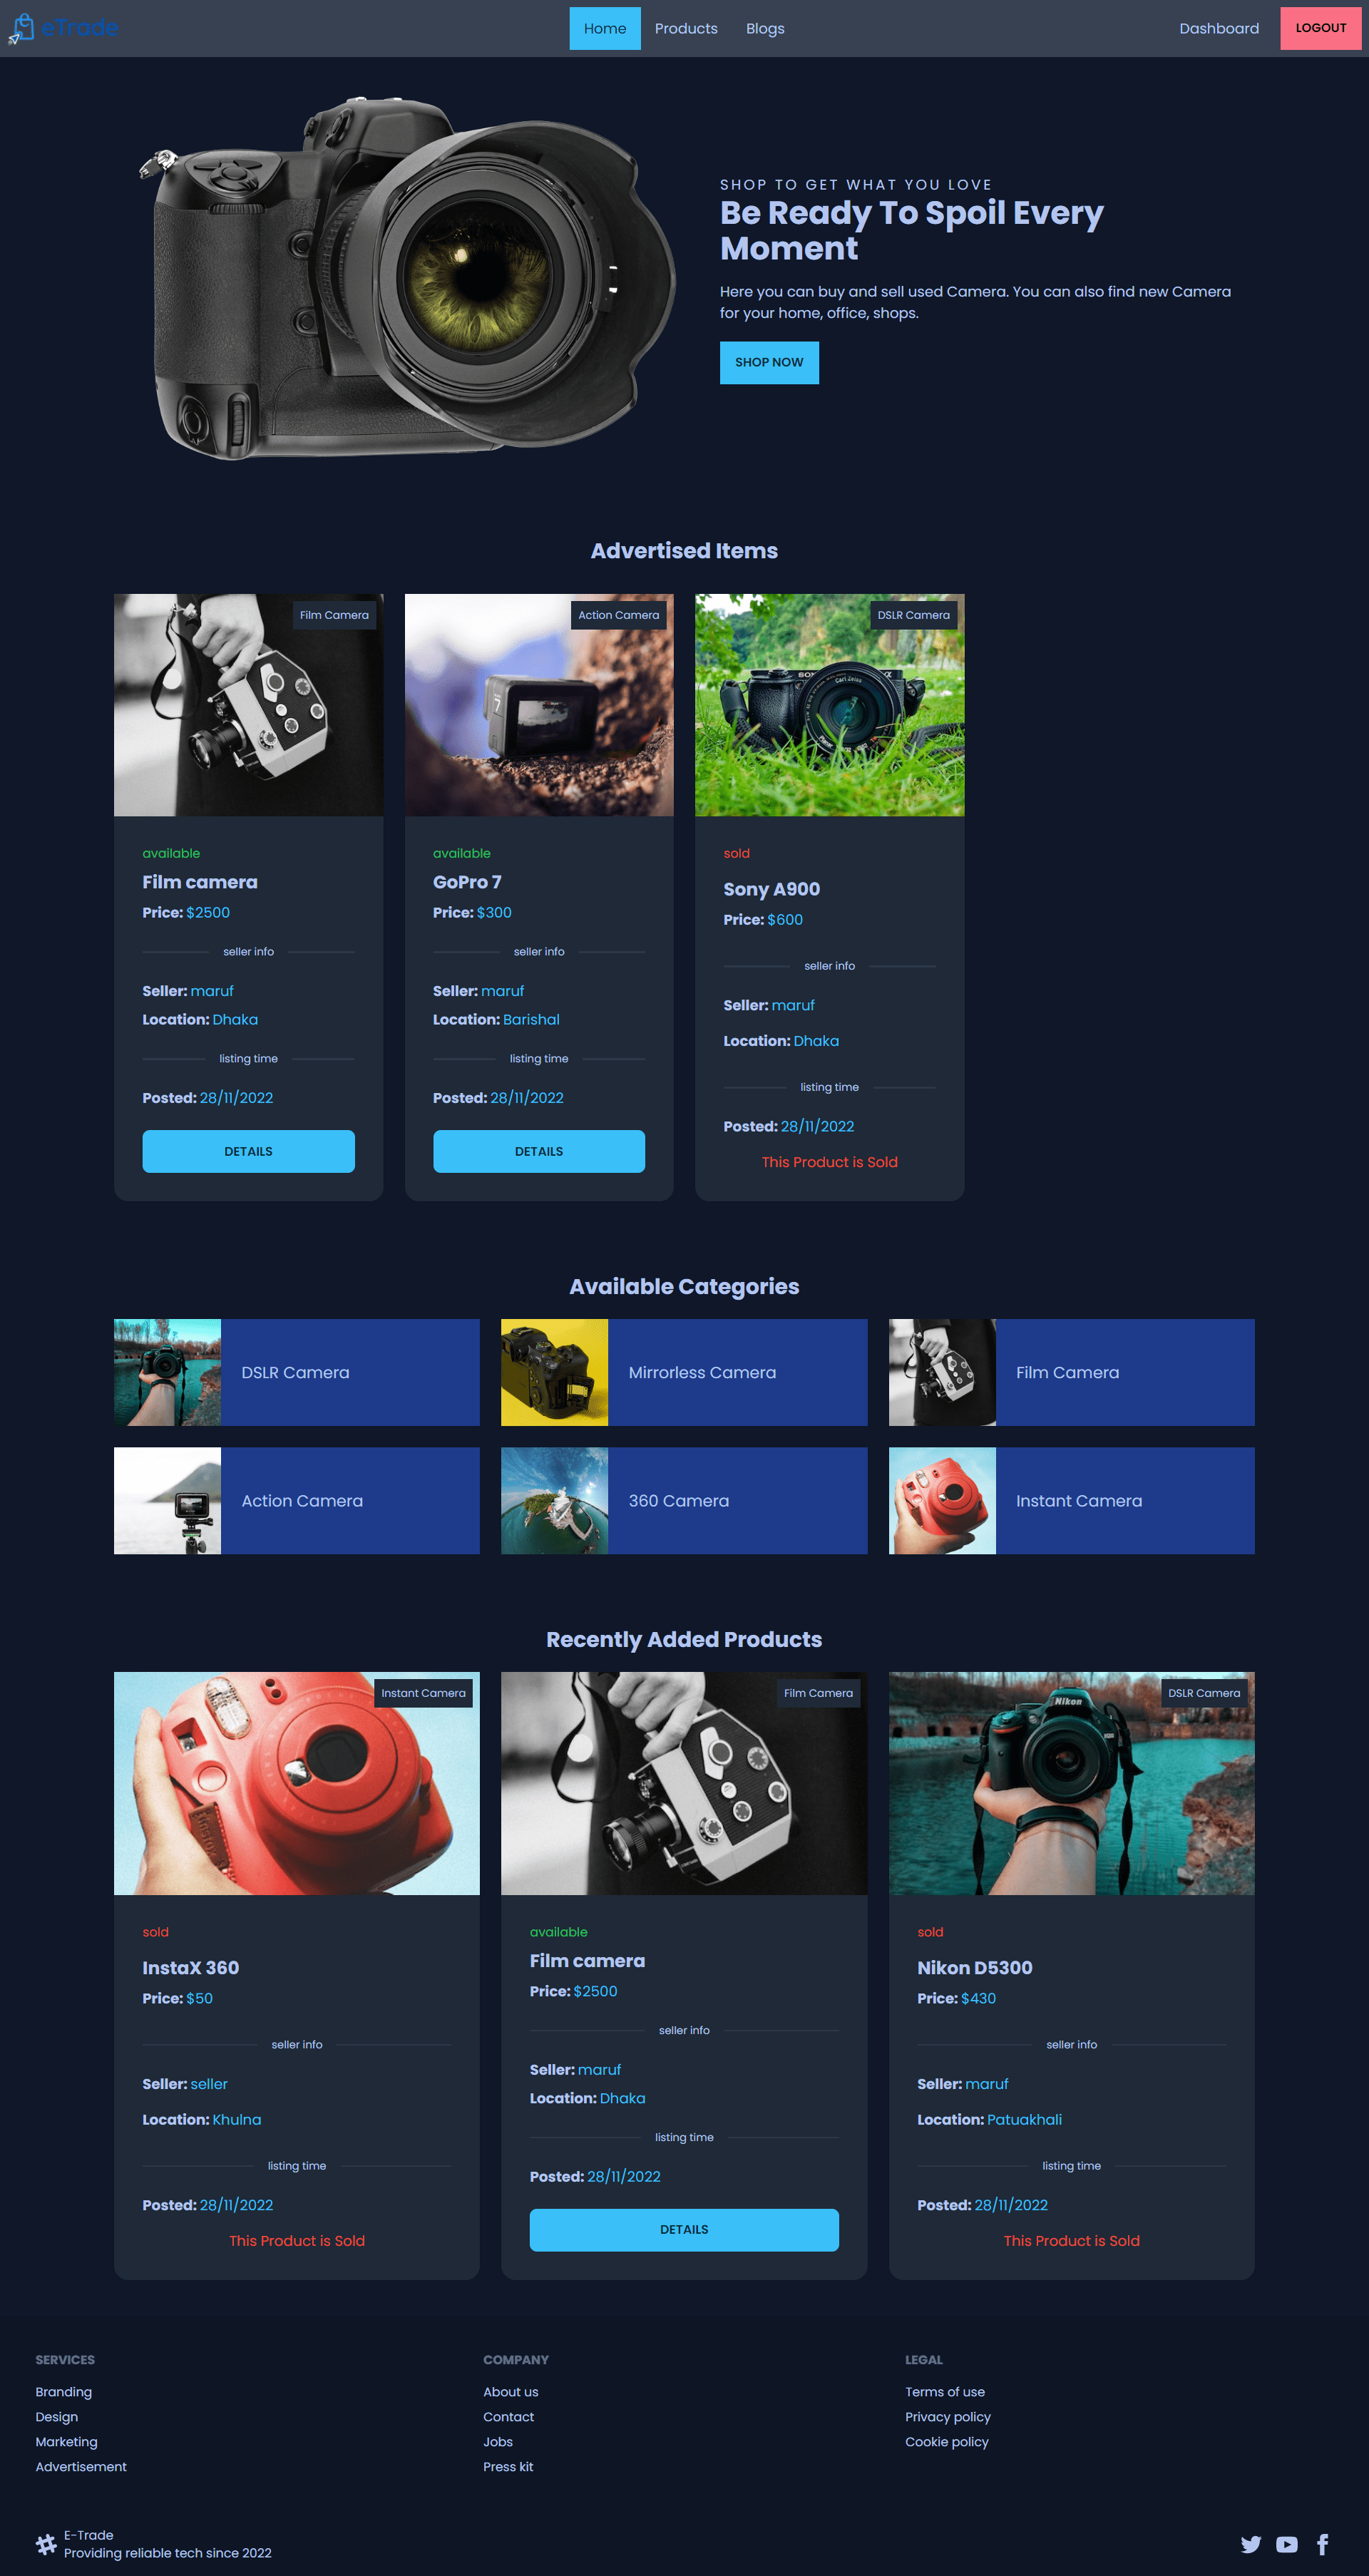 eTrade
Home
Products
Blogs
Dashboard
LOGOUT
SHOP TO GET WHAT YOU LOVE
Be Ready To Spoil Every
Moment
Here you can buy and sell used Camera. You can also find new Camera
for your home, office, shops.
SHOP NOW
Advertised Items
Film Camera
available
Film camera
Price: $2500
seller info
Seller: maruf
Location: Dhaka
listing time
Posted: 28/11/2022
DETAILS
Action Camera
7
available
GoPro 7
Price: $300
seller info
Seller: maruf
Location: Barishal
listing time
Posted: 28/11/2022
DETAILS
DSLR Camera
Carl Zeiss
sold
Sony A900
Price: $600
seller info
Seller: maruf
Location: Dhaka
listing time
Posted: 28/11/2022
This Product is Sold
Available Categories
DSLR Camera
Mirrorless Camera
Film Camera
Action Camera
360 Camera
Instant Camera
Recently Added Products
Instant Camera
sold
InstaX 360
Price: $50
seller info
Seller: seller
Location: Khulna
listing time
Posted: 28/11/2022
This Product is Sold
Film Camera
available
Film camera
Price: $2500
seller info
Seller: maruf
Location: Dhaka
listing time
Posted: 28/11/2022
DETAILS
DSLR Camera
Nikon
sold
Nikon D5300
Price: $430
seller info
Seller: maruf
Location: Patuakhali
listing time
Posted: 28/11/2022
This Product is Sold
SERVICES
Branding
Design
Marketing
Advertisement
COMPANY
About us
Contact
Jobs
Press kit
LEGAL
Terms of use
Privacy policy
Cookie policy
E-Trade
Providing reliable tech since 2022